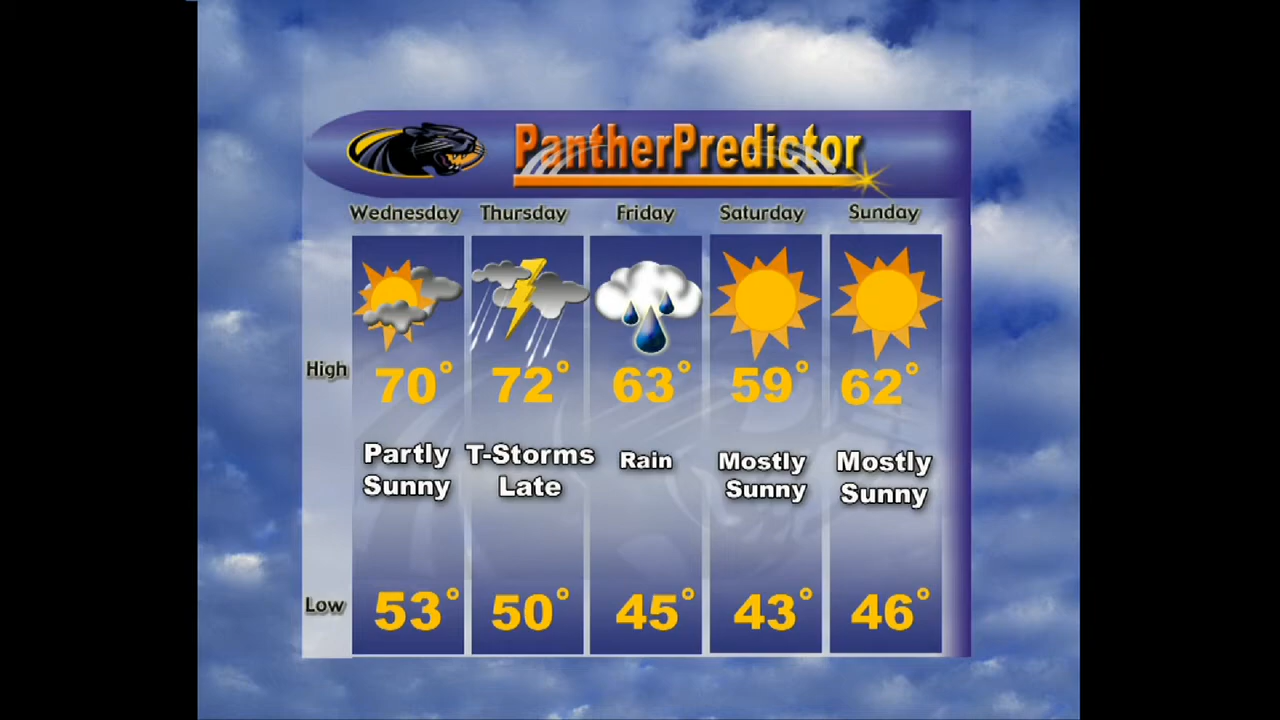 PantherPredictor
Wednesday Thursday Friday Saturday Sunday
High 70° 72° 63° 59° 62°
Partly T-Storms Rain Mostly Mostly
Sunny Late Sunny Sunny
Low 53° 50° 45° 43° 46°